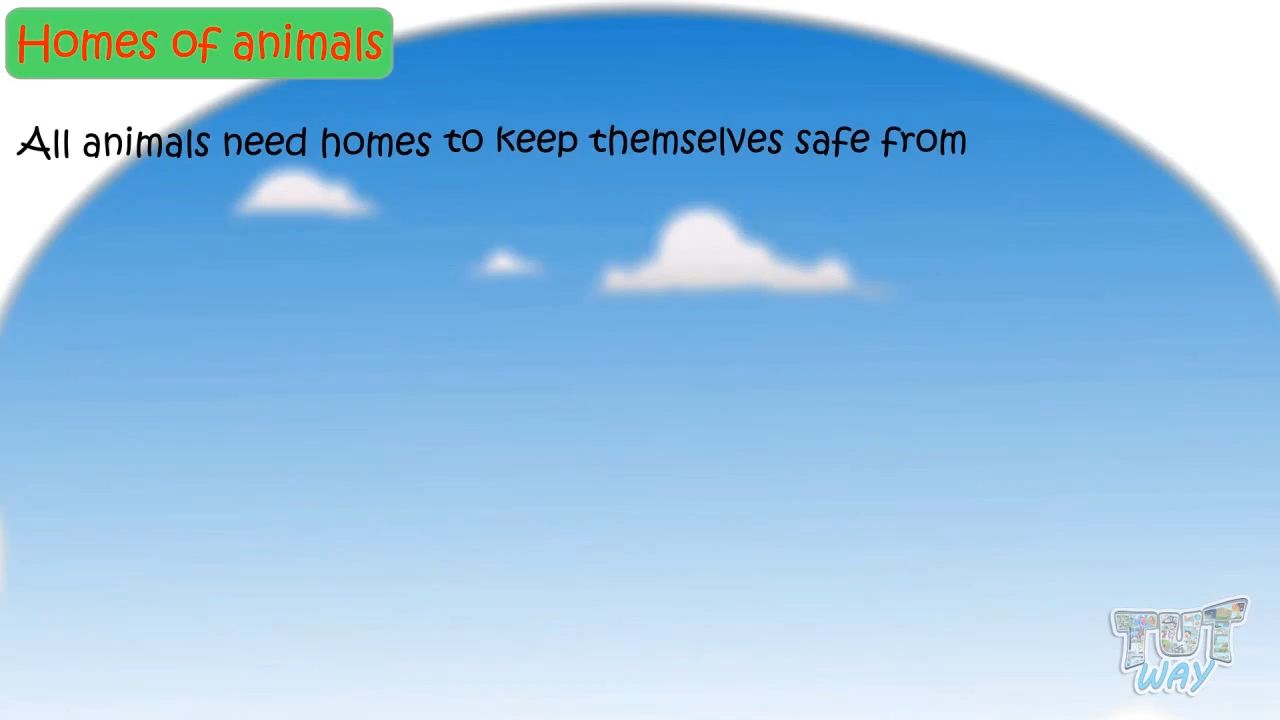 Homes of animals
All animals need homes to keep themselves safe from
TUT
WAY